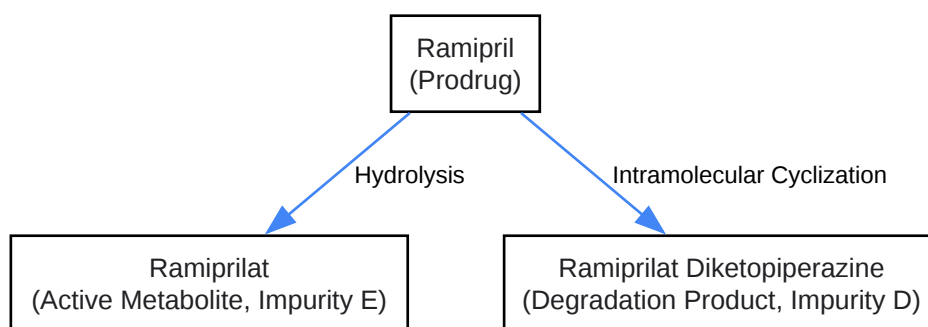 Ramipril
(Prodrug)
Hydrolysis
Intramolecular Cyclization
Ramiprilat
(Active Metabolite, Impurity E)
Ramiprilat Diketopiperazine
(Degradation Product, Impurity D)